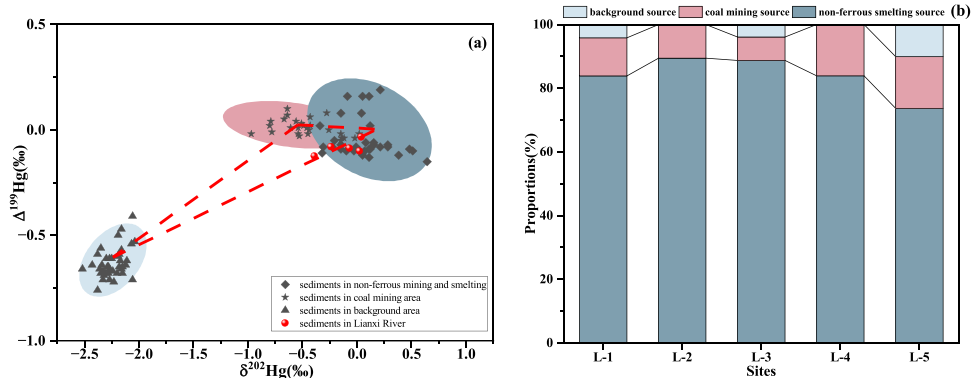 (a)
0.5
0.0
−0.5
−1.0
Δ¹⁹⁹Hg(‰)
−2.5 −2.0 −1.5 −1.0 −0.5 0.0 0.5 1.0
δ²⁰²Hg(‰)
sediments in non-ferrous mining and smelting
sediments in coal mining area
sediments in background area
sediments in Lianxi River
background source coal mining source non-ferrous smelting source (b)
100
80
60
40
20
0
Proportions(%)
L-1 L-2 L-3 L-4 L-5
Sites